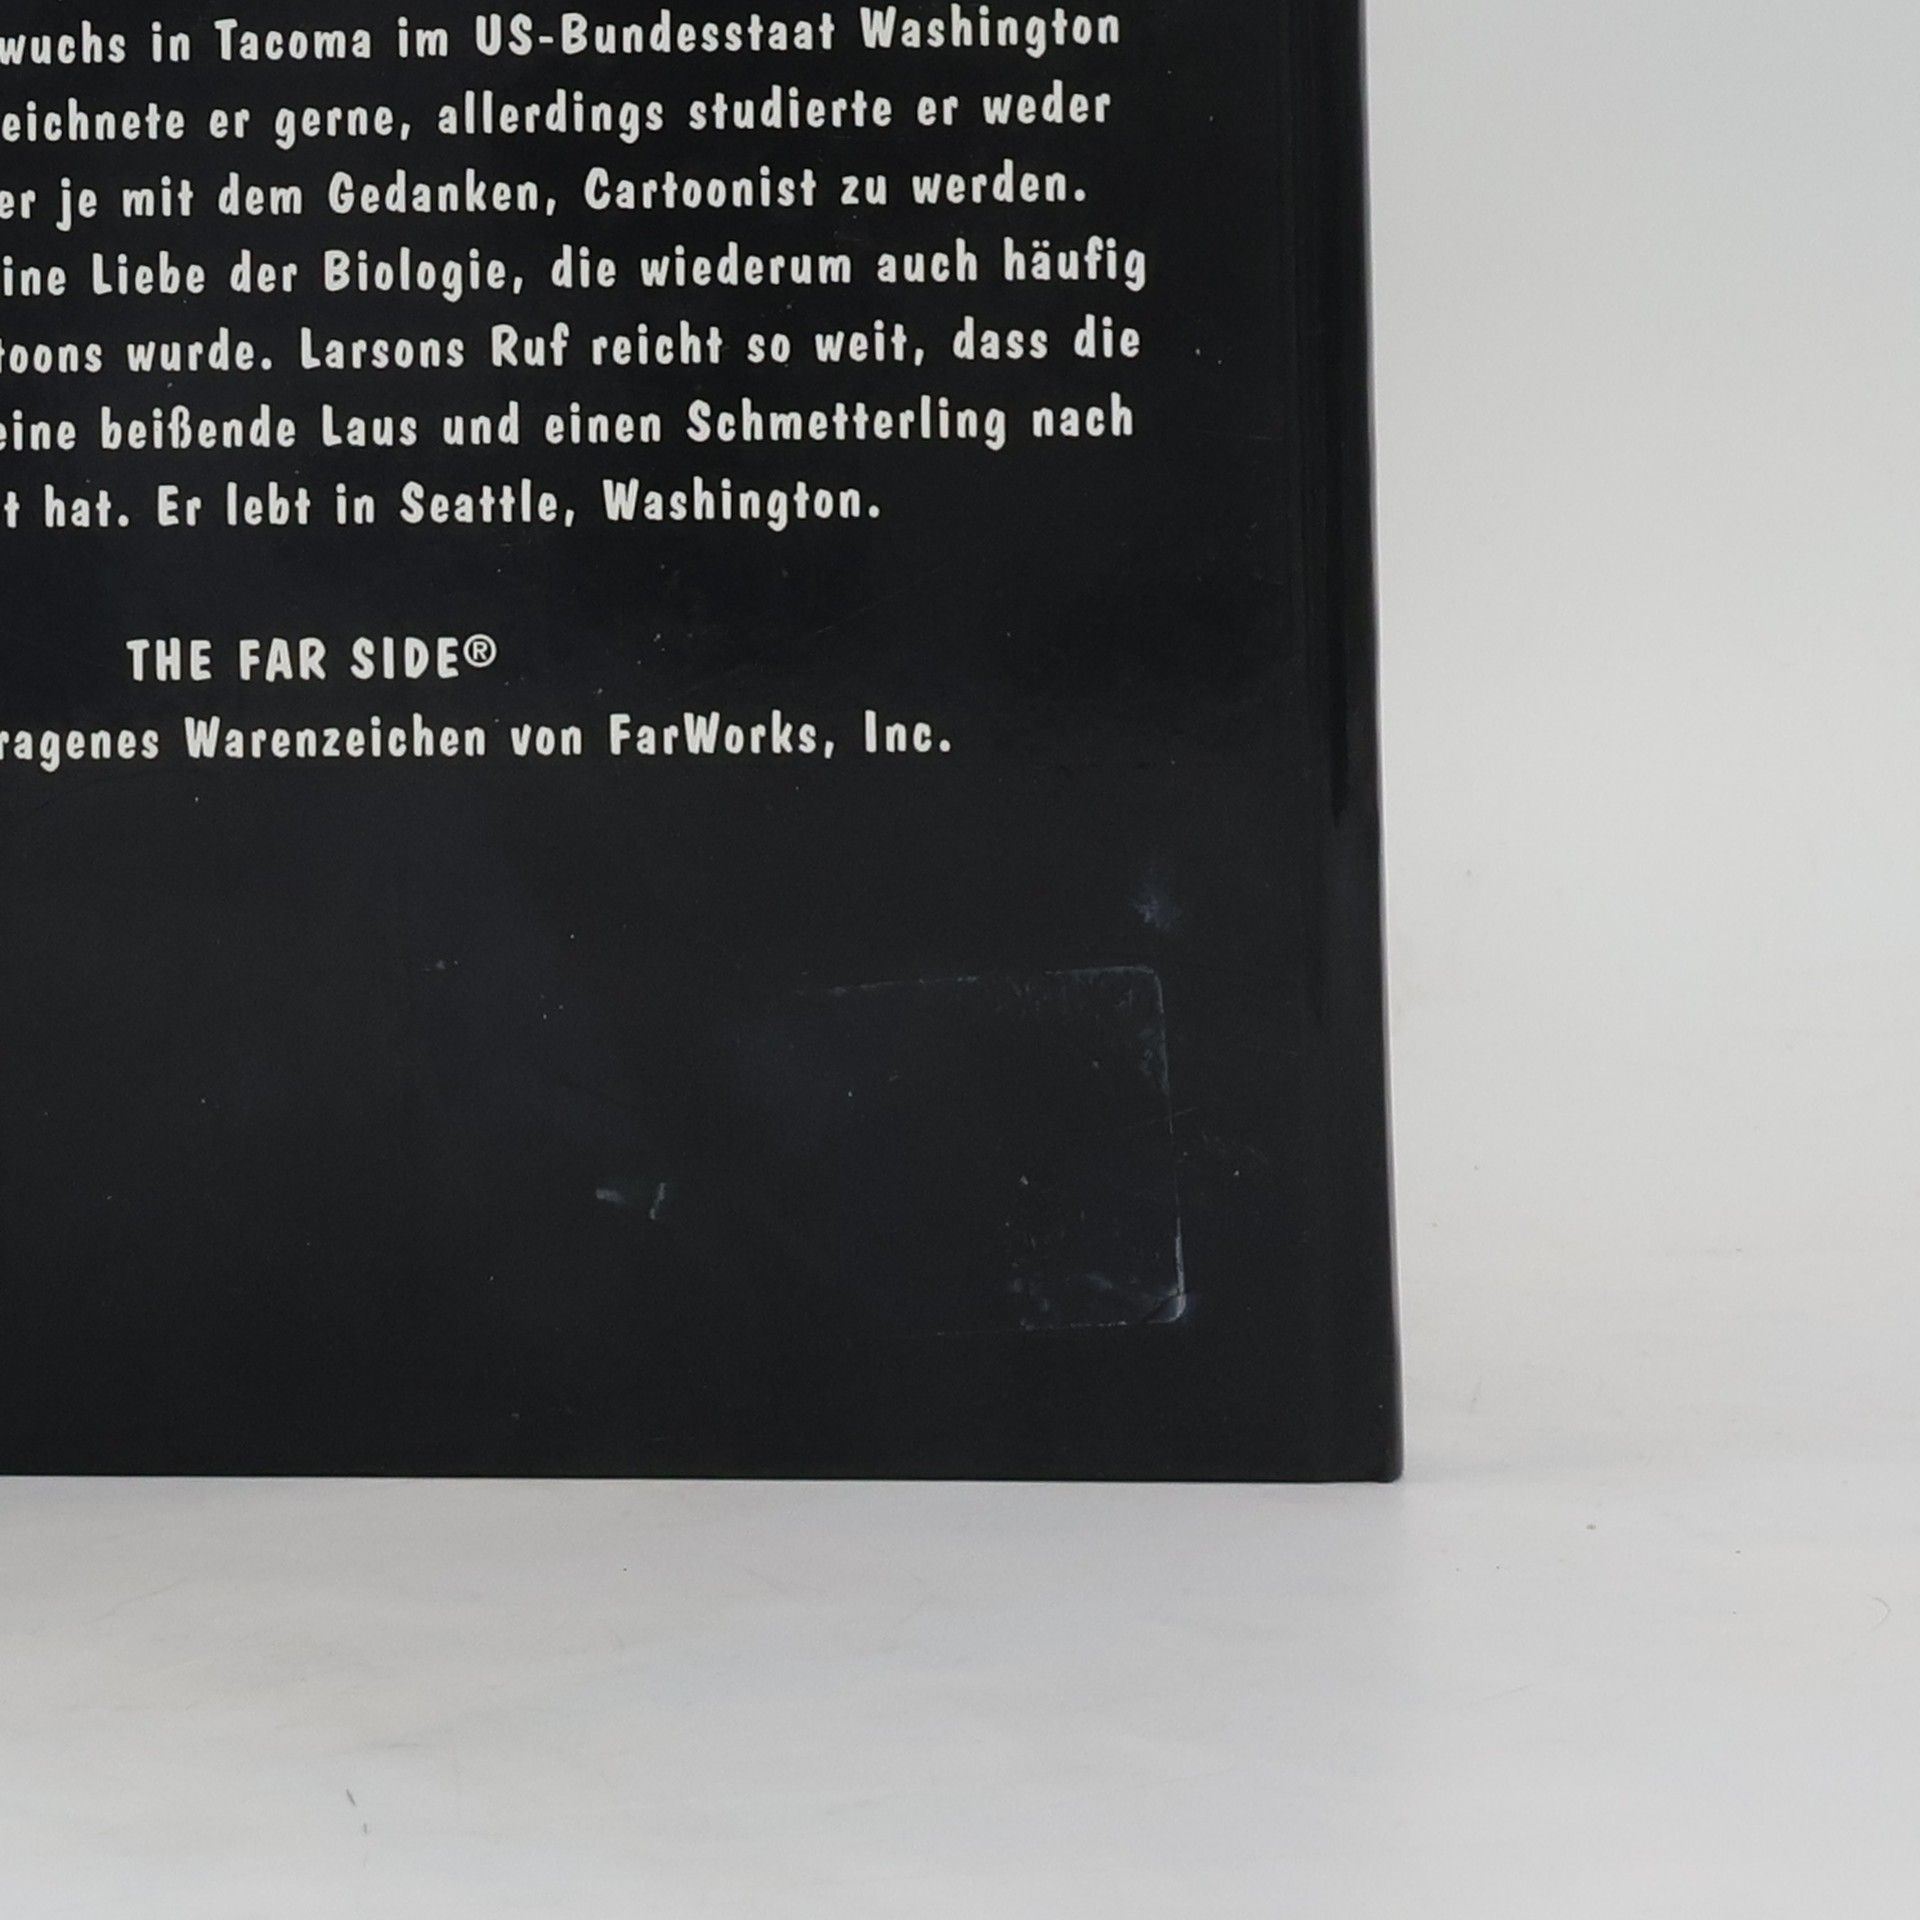 wuchs in Tacoma im US-Bundesstaat Washington
eichnete er gerne, allerdings studierte er weder
er je mit dem Gedanken, Cartoonist zu werden.
ine Liebe der Biologie, die wiederum auch häufig
toons wurde. Larsons Ruf reicht so weit, dass die
eine beißende Laus und einen Schmetterling nach
t hat. Er lebt in Seattle, Washington.
THE FAR SIDE®
ragenes Warenzeichen von FarWorks, Inc.